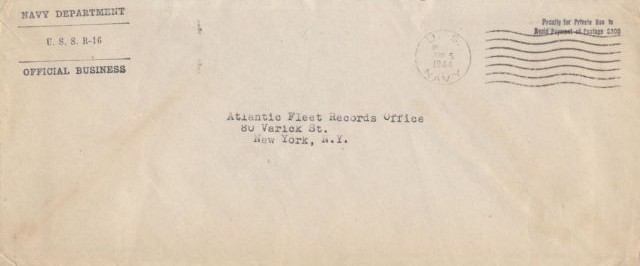 NAVY DEPARTMENT
U. S. S. R-16
OFFICIAL BUSINESS
U. S.
5
1944
NAVY
Penalty for Private Use to
Avoid Payment of Postage $300
Atlantic Fleet Records Office
80 Varick St.
New York, N.Y.